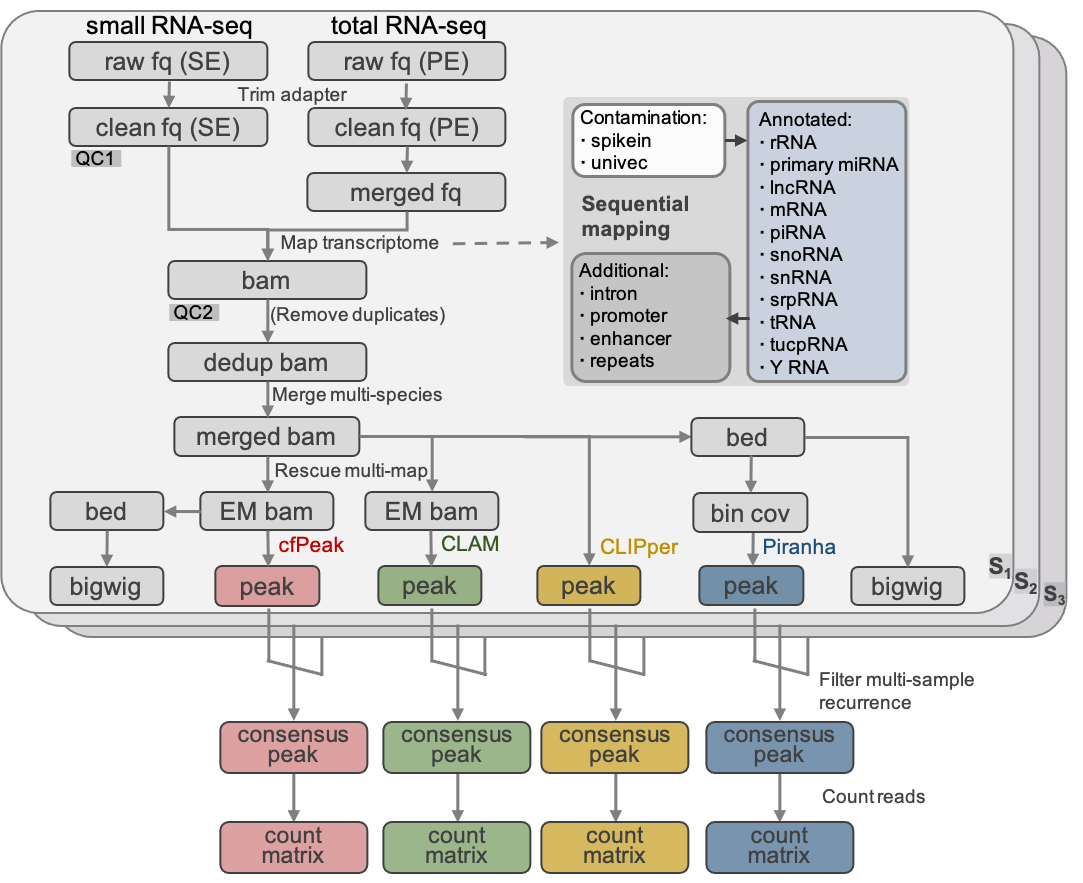 small RNA-seq
total RNA-seq
raw fq (SE)
raw fq (PE)
Trim adapter
clean fq (SE)
clean fq (PE)
QC1
merged fq
Map transcriptome
Contamination:
· spikein
· univec
Sequential
mapping
Annotated:
· rRNA
· primary miRNA
· lncRNA
· mRNA
· piRNA
· snoRNA
· snRNA
· srpRNA
· tRNA
· tucpRNA
· Y RNA
Additional:
· intron
· promoter
· enhancer
· repeats
bam
QC2
(Remove duplicates)
dedup bam
Merge multi-species
merged bam
bed
Rescue multi-map
bed
EM bam
EM bam
bin cov
cfPeak
CLAM
CLIPper
Piranha
bigwig
peak
peak
peak
peak
bigwig
S1
S2
S3
Filter multi-sample
recurrence
consensus
peak
consensus
peak
consensus
peak
consensus
peak
Count reads
count
matrix
count
matrix
count
matrix
count
matrix